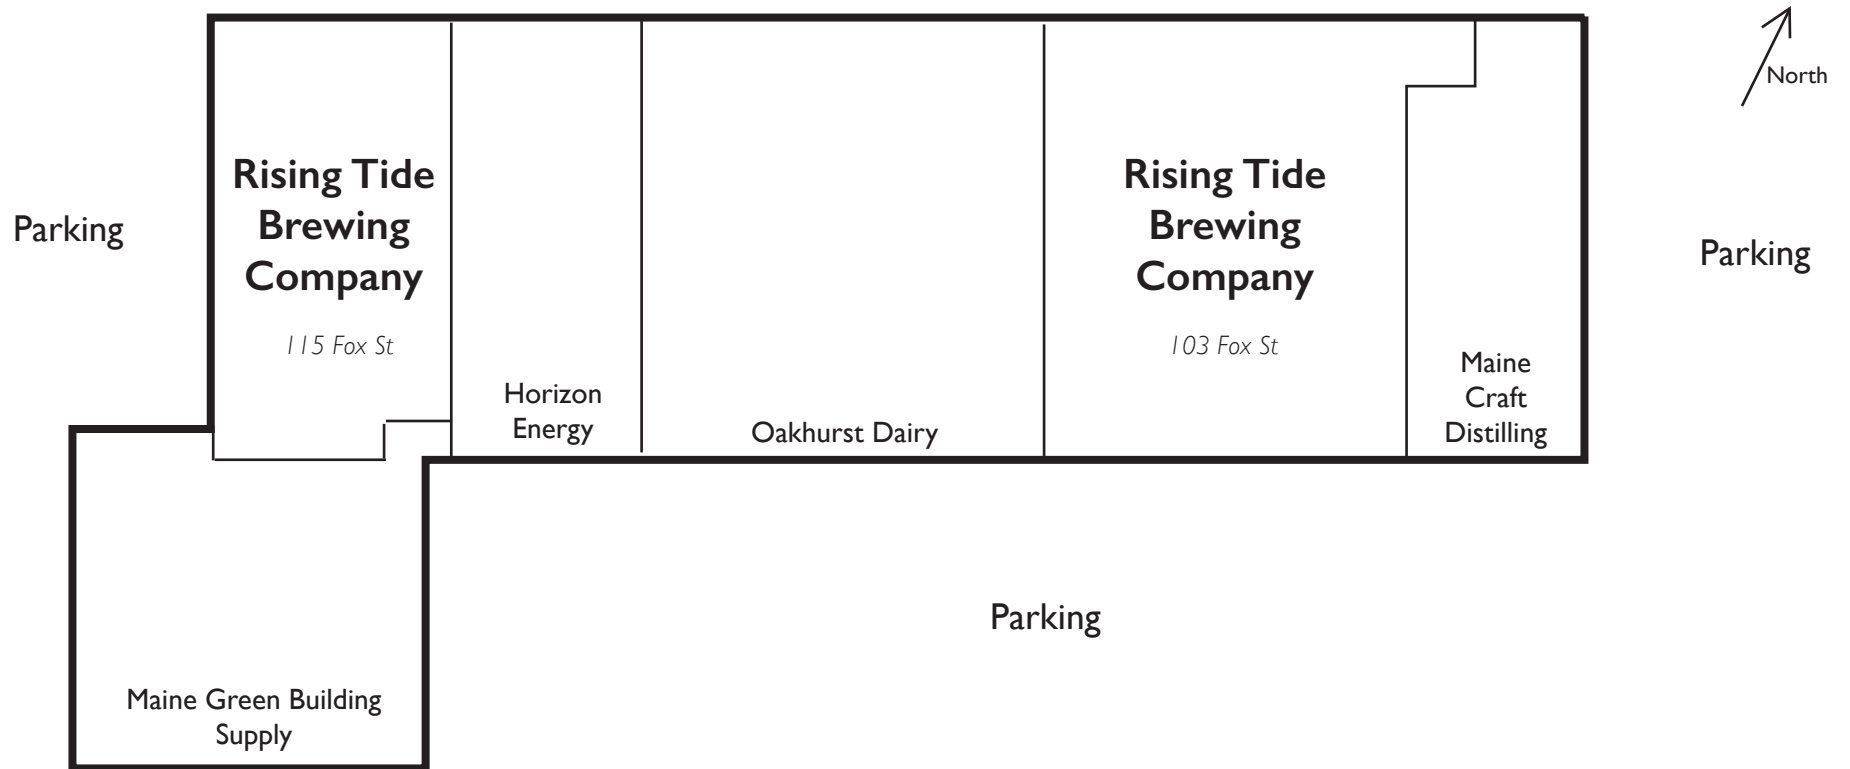 North
Parking
Rising Tide
Brewing
Company
115 Fox St
Horizon
Energy
Oakhurst Dairy
Rising Tide
Brewing
Company
103 Fox St
Maine
Craft
Distilling
Parking
Parking
Maine Green Building
Supply